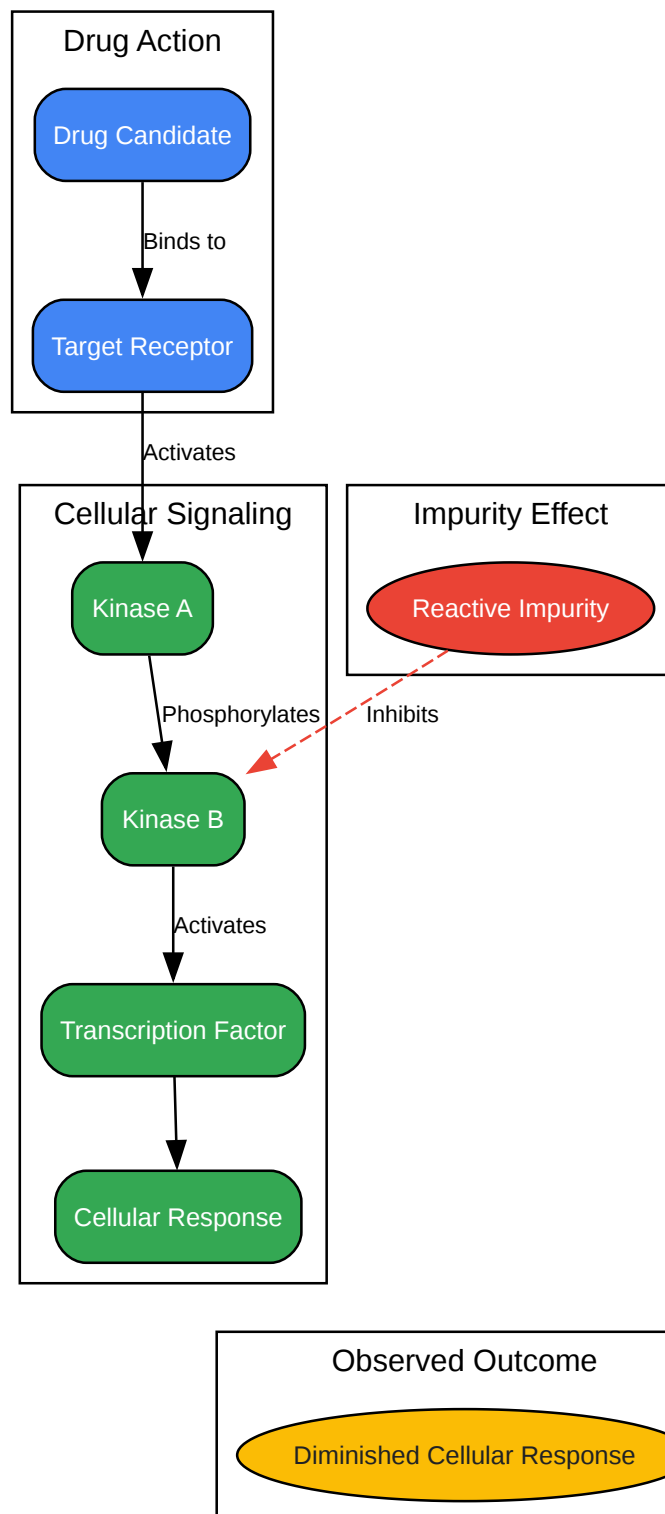 Drug Action
Drug Candidate
Binds to
Target Receptor
Activates
Cellular Signaling
Impurity Effect
Kinase A
Reactive Impurity
Phosphorylates
Inhibits
Kinase B
Activates
Transcription Factor
Cellular Response
Observed Outcome
Diminished Cellular Response